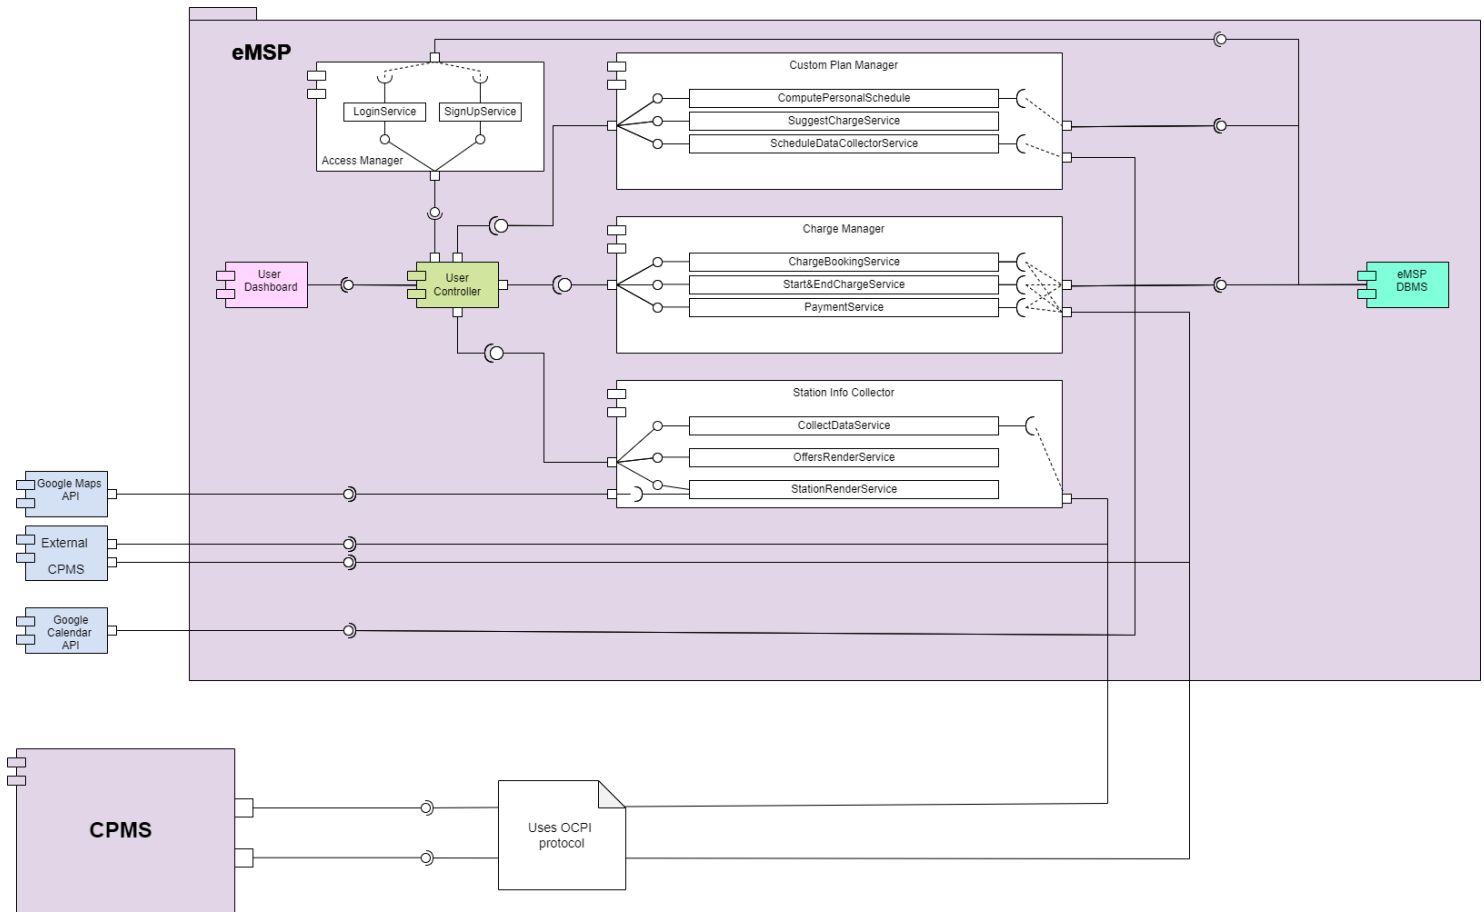 eMSP
Custom Plan Manager
ComputePersonalSchedule
SuggestChargeService
ScheduleDataCollectorService
LoginService
SignUpService
Access Manager
Charge Manager
ChargeBookingService
Start&EndChargeService
PaymentService
User
Dashboard
User
Controller
eMSP
DBMS
Station Info Collector
CollectDataService
OffersRenderService
StationRenderService
Google Maps
API
External
CPMS
Google
Calendar
API
CPMS
Uses OCPI
protocol